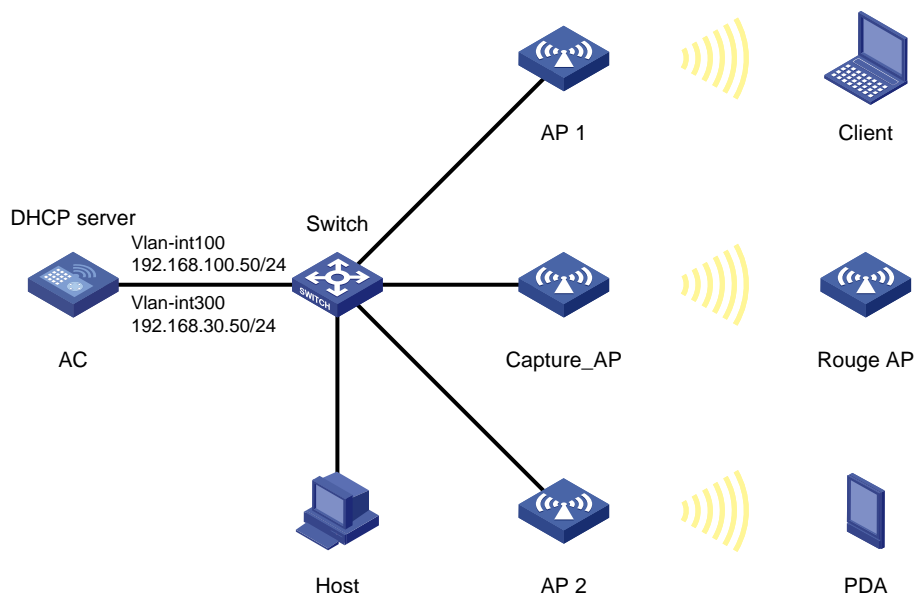 AP 1
Client
DHCP server
Switch
Vlan-int100
192.168.100.50/24
SWITCH
Vlan-int300
192.168.30.50/24
AC
Capture_AP
Rouge AP
Host
AP 2
PDA